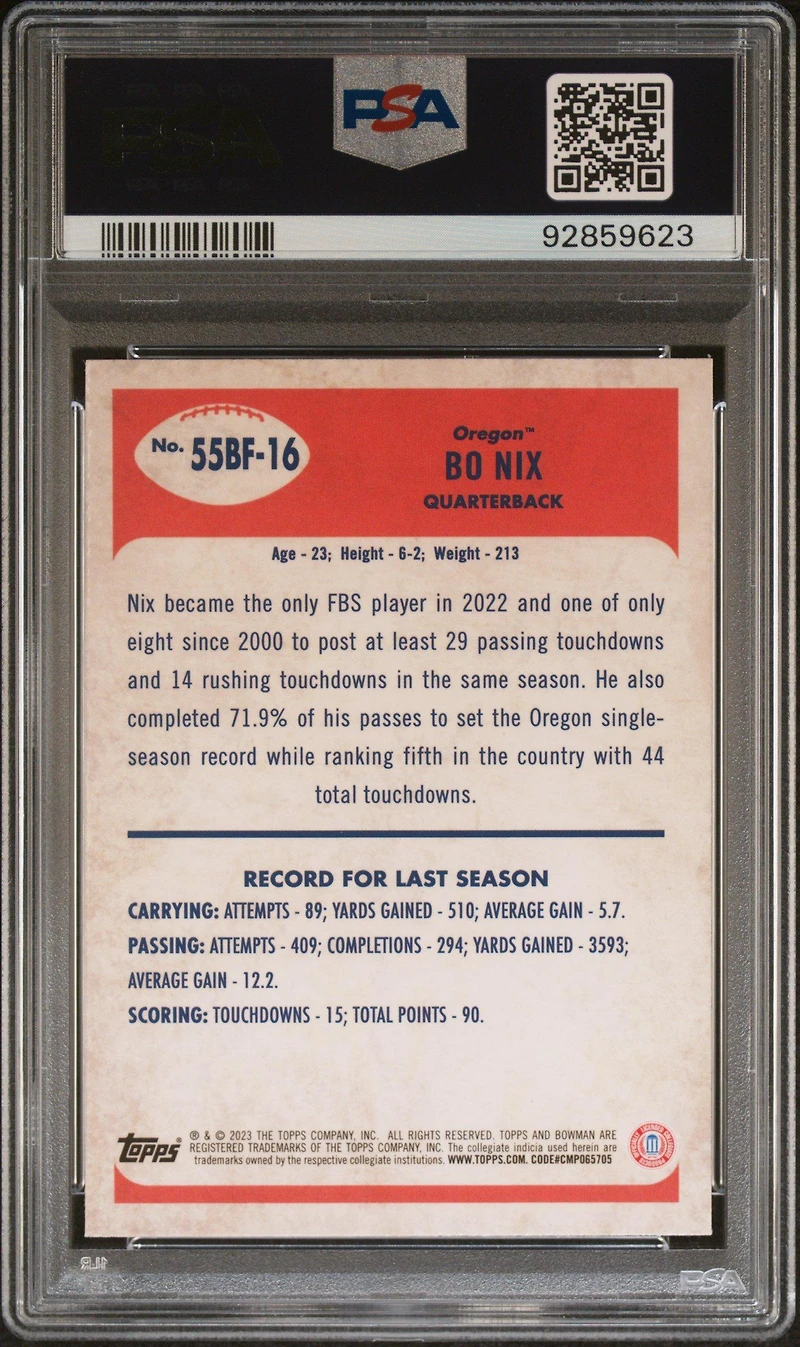 PSA
92859623
No. 55BF-16
Oregon™
BO NIX
QUARTERBACK
Age - 23; Height - 6-2; Weight - 213
Nix became the only FBS player in 2022 and one of only
eight since 2000 to post at least 29 passing touchdowns
and 14 rushing touchdowns in the same season. He also
completed 71.9% of his passes to set the Oregon single-
season record while ranking fifth in the country with 44
total touchdowns.
RECORD FOR LAST SEASON
CARRYING: ATTEMPTS - 89; YARDS GAINED - 510; AVERAGE GAIN - 5.7.
PASSING: ATTEMPTS - 409; COMPLETIONS - 294; YARDS GAINED - 3593;
AVERAGE GAIN - 12.2.
SCORING: TOUCHDOWNS - 15; TOTAL POINTS - 90.
Topps®
® & © 2023 THE TOPPS COMPANY, INC. ALL RIGHTS RESERVED. TOPPS AND BOWMAN ARE
REGISTERED TRADEMARKS OF THE TOPPS COMPANY, INC. The collegiate indicia used herein are
trademarks owned by the respective collegiate institutions. WWW.TOPPS.COM. CODE#CMP065705
OFFICIALLY LICENSED COLLEGIATE PRODUCTS
PSA